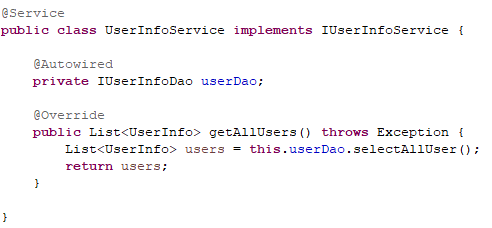 @Service
public class UserInfoService implements IUserInfoService {
@Autowired
private IUserInfoDao userDao;
@Override
public List<UserInfo> getAllUsers() throws Exception {
List<UserInfo> users = this.userDao.selectAllUser();
return users;
}
}